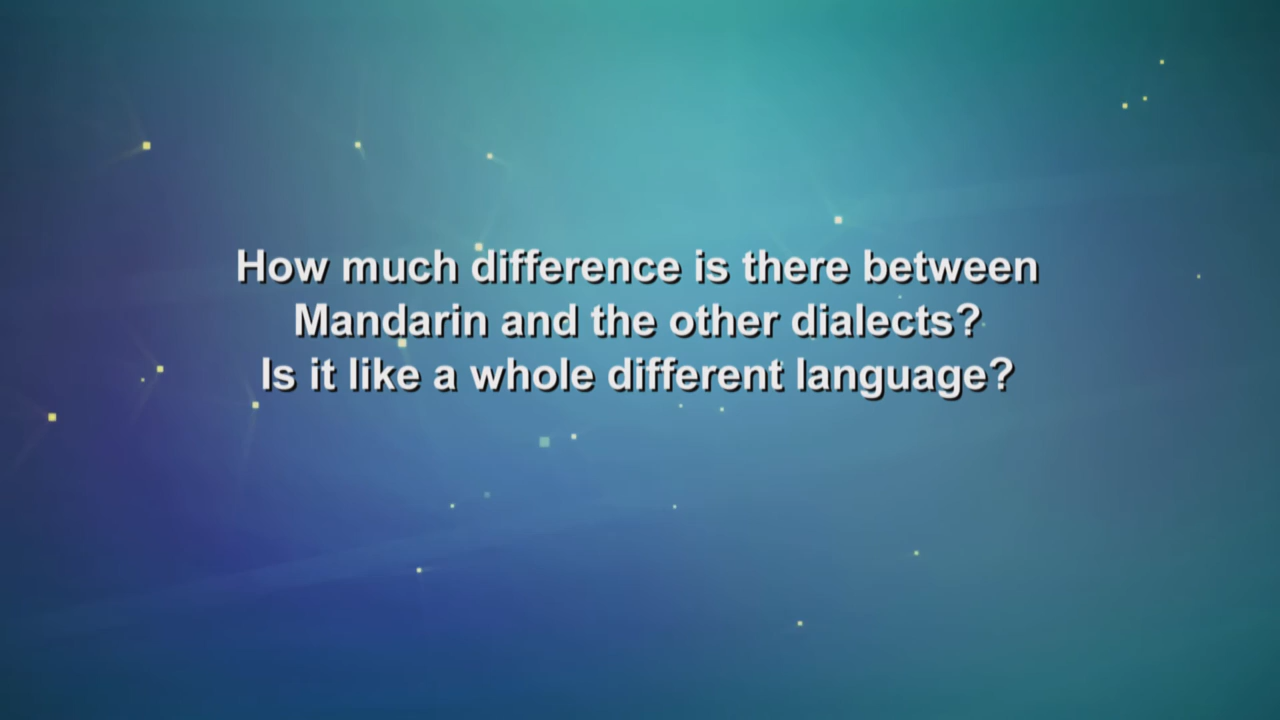 How much difference is there between
Mandarin and the other dialects?
Is it like a whole different language?